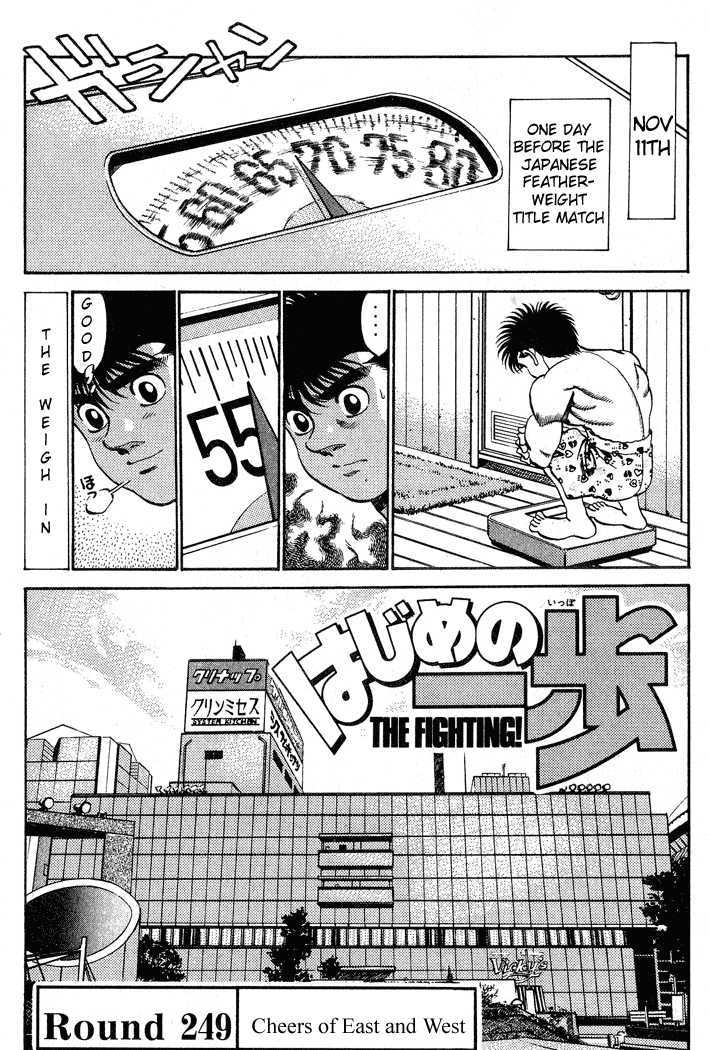 NOV
11TH
ONE DAY
BEFORE THE
JAPANESE
FEATHER-
WEIGHT
TITLE MATCH
ガシャン
60 65 70 75 80
....
55
GOOD
ほっ
THE WEIGH IN
はじめの一歩
いっぽ
THE FIGHTING!
クリナップ
クリンミセス
SYSTEM KITCHEN
Round 249
Cheers of East and West